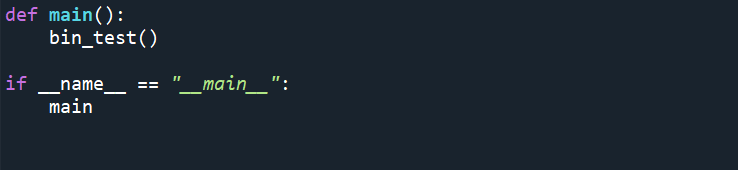 def main():
    bin_test()

if __name__ == "__main__":
    main